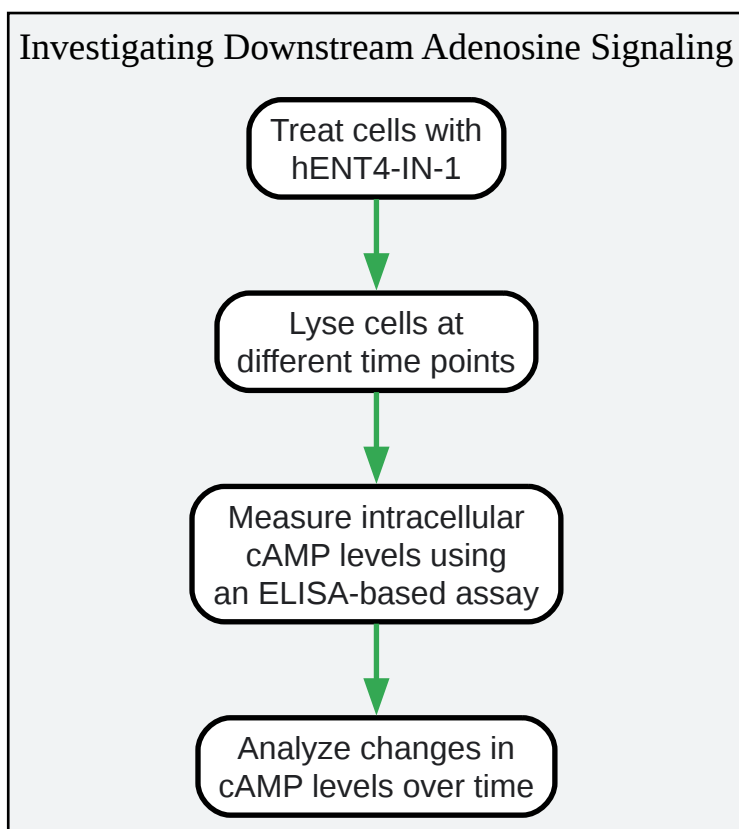 Investigating Downstream Adenosine Signaling
Treat cells with
hENT4-IN-1
Lyse cells at
different time points
Measure intracellular
cAMP levels using
an ELISA-based assay
Analyze changes in
cAMP levels over time